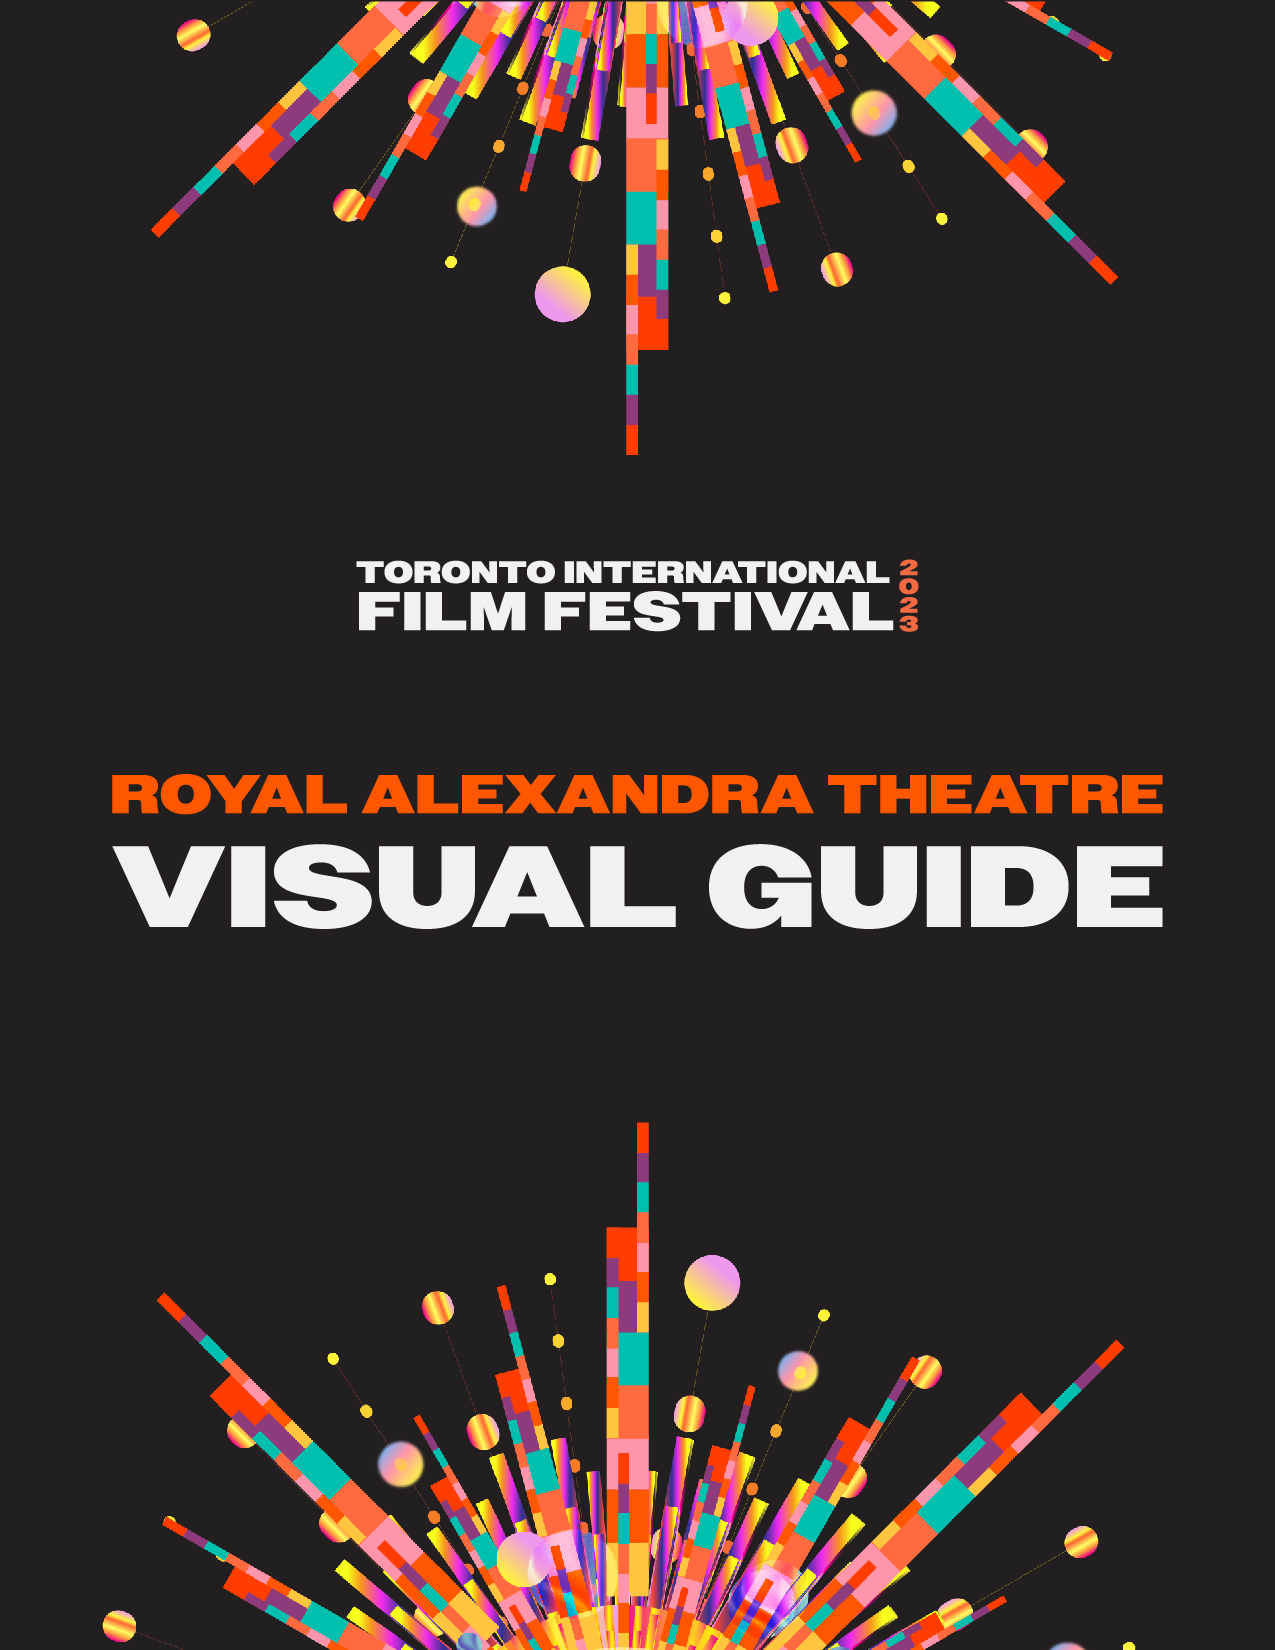 TORONTO INTERNATIONAL
FILM FESTIVAL
2023
ROYAL ALEXANDRA THEATRE
VISUAL GUIDE